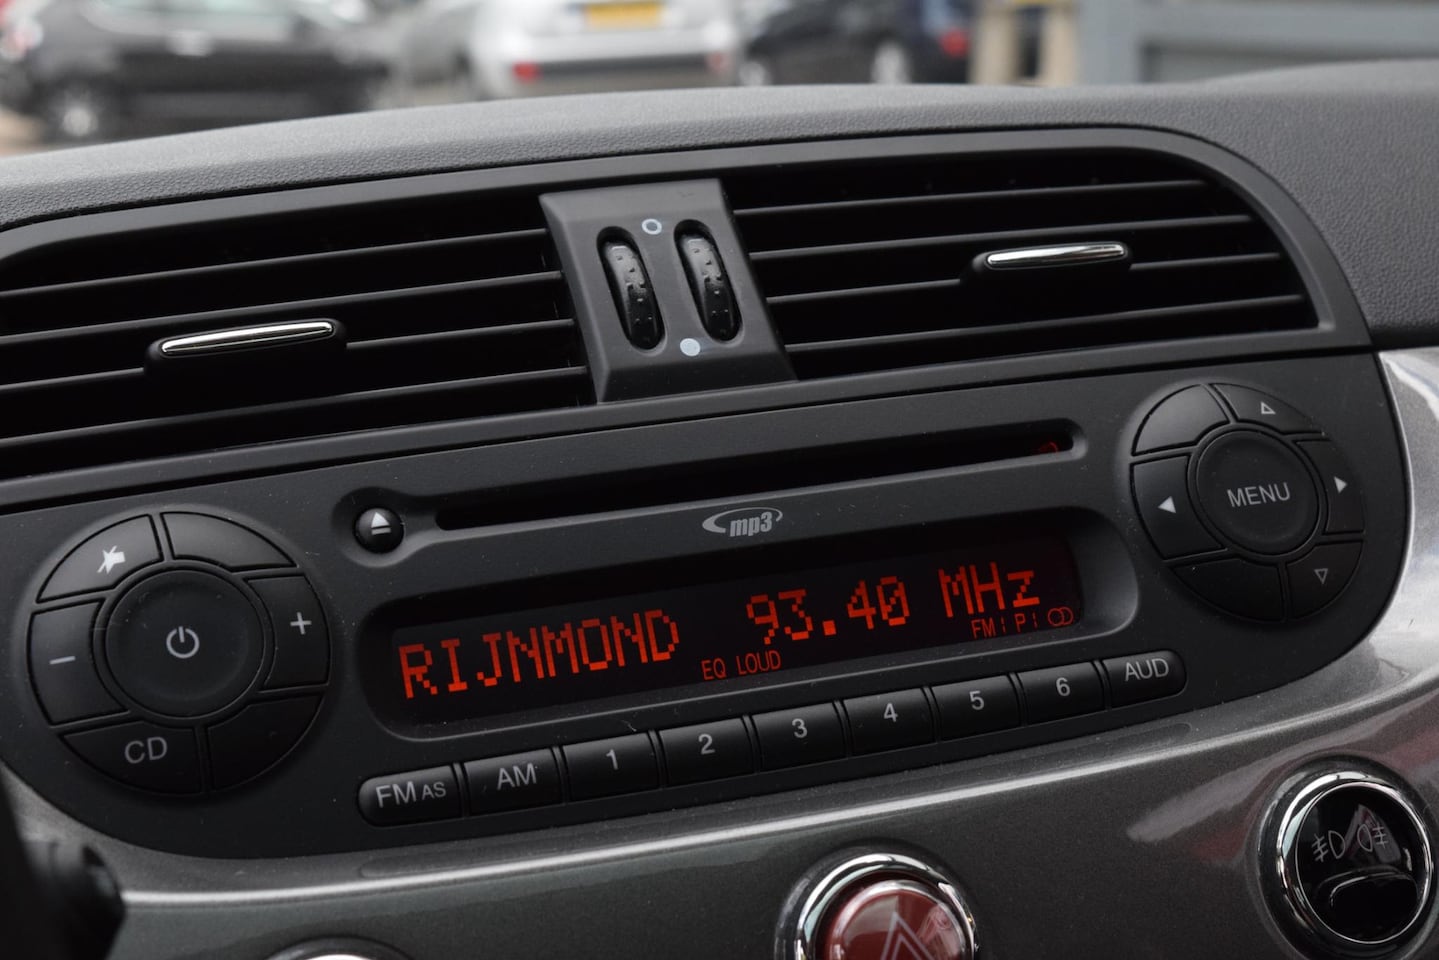 mp3
MENU
RIJNMOND 93.40 MHz
EQ LOUD FM P
CD
FM AS AM 1 2 3 4 5 6 AUD